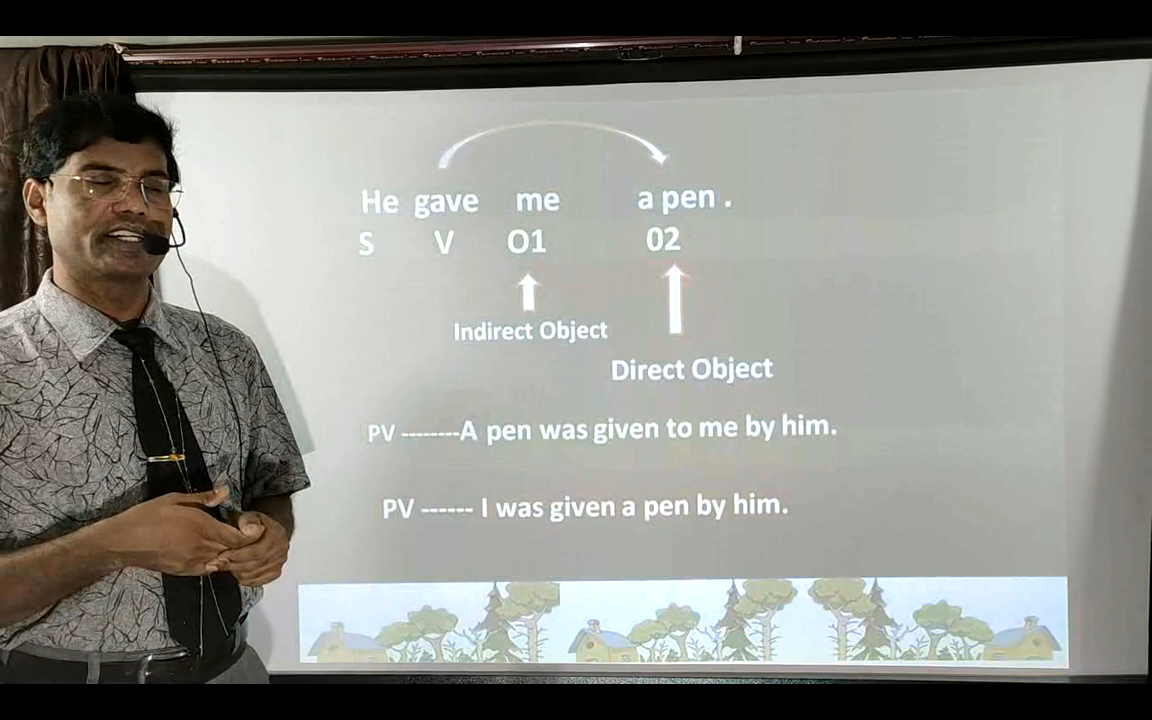 He gave me a pen .
S V O1 02
Indirect Object
Direct Object
PV --------A pen was given to me by him.
PV ------ I was given a pen by him.